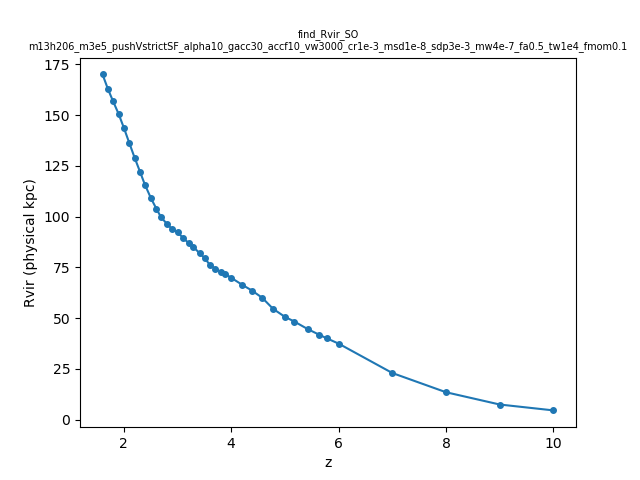 find_Rvir_SO
m13h206_m3e5_pushVstrictSF_alpha10_gacc30_accf10_vw3000_cr1e-3_msd1e-8_sdp3e-3_mw4e-7_fa0.5_tw1e4_fmom0.1
175
150
125
100
75
50
25
0
Rvir (physical kpc)
2 4 6 8 10
z